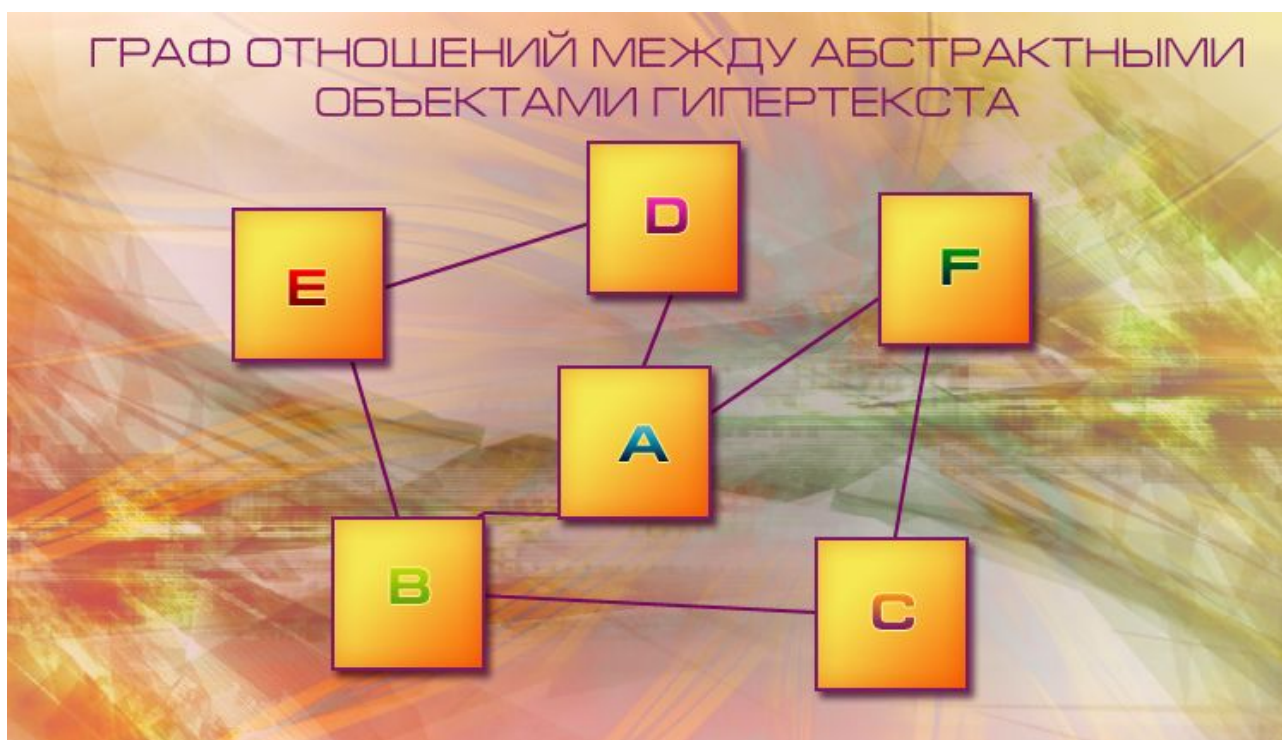 ГРАФ ОТНОШЕНИЙ МЕЖДУ АБСТРАКТНЫМИ
ОБЪЕКТАМИ ГИПЕРТЕКСТА
D
E
F
A
B
C